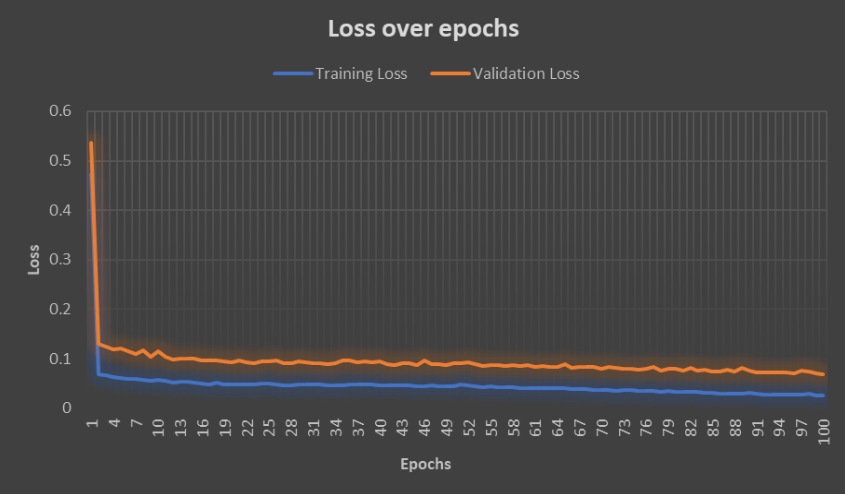 Loss over epochs
Training Loss Validation Loss
0.6
0.5
0.4
0.3
0.2
0.1
0
Loss
1 4 7 10 13 16 19 22 25 28 31 34 37 40 43 46 49 52 55 58 61 64 67 70 73 76 79 82 85 88 91 94 97 100
Epochs